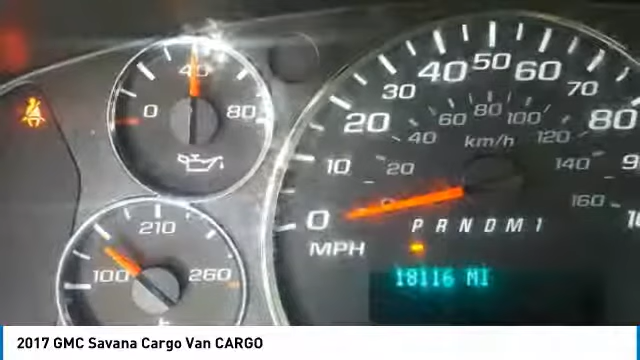 40
0 80
210
100 260
0 10 20 30 40 50 60 70 80
MPH
20 40 60 80 100 120 140 160
km/h
P R N D M 1
18116 MI
2017 GMC Savana Cargo Van CARGO